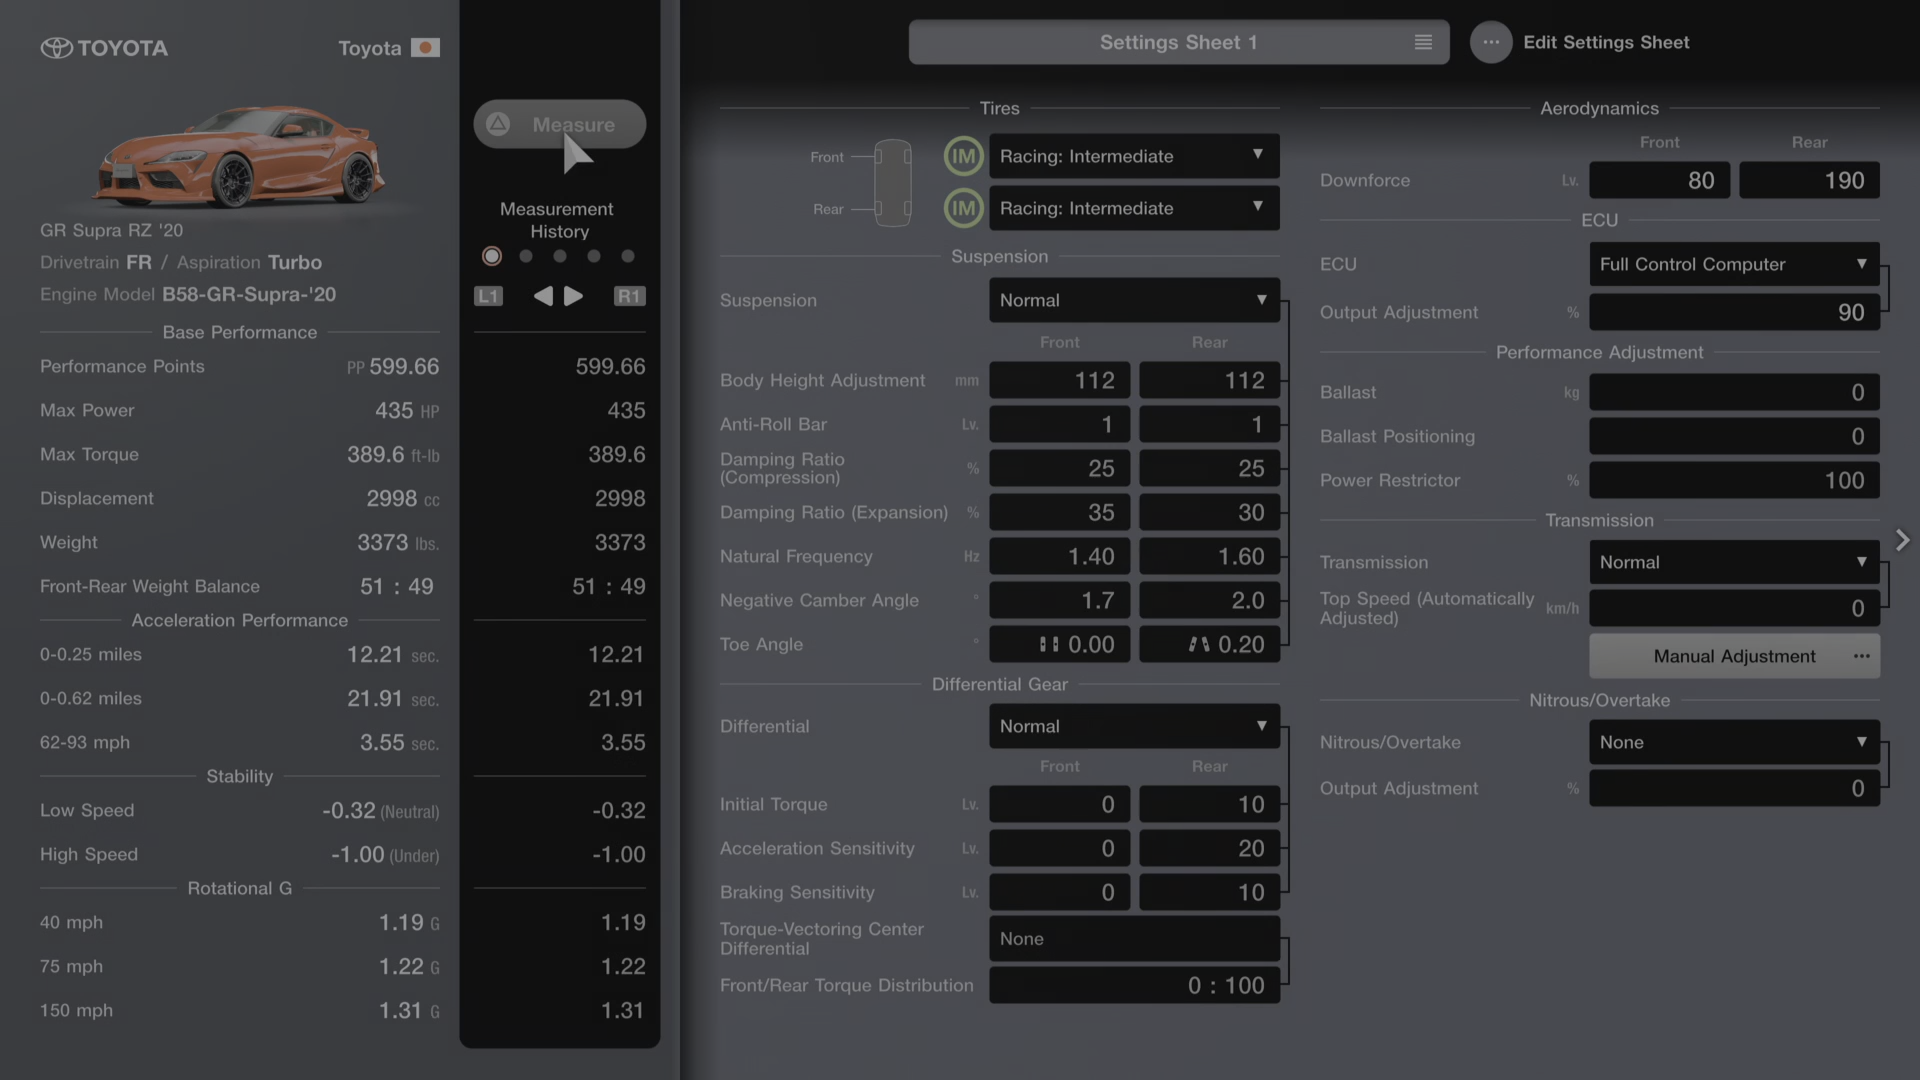 TOYOTA
Toyota
GR Supra RZ '20
Drivetrain FR / Aspiration Turbo
Engine Model B58-GR-Supra-'20
Base Performance
Performance Points PP 599.66
Max Power 435 HP
Max Torque 389.6 ft-lb
Displacement 2998 cc
Weight 3373 lbs.
Front-Rear Weight Balance 51 : 49
Acceleration Performance
0-0.25 miles 12.21 sec.
0-0.62 miles 21.91 sec.
62-93 mph 3.55 sec.
Stability
Low Speed -0.32 (Neutral)
High Speed -1.00 (Under)
Rotational G
40 mph 1.19 G
75 mph 1.22 G
150 mph 1.31 G
Measure
Measurement
History
L1 R1
599.66
435
389.6
2998
3373
51 : 49
12.21
21.91
3.55
-0.32
-1.00
1.19
1.22
1.31
Settings Sheet 1
Edit Settings Sheet
Tires
Front IM Racing: Intermediate
Rear IM Racing: Intermediate
Suspension
Suspension Normal
Front Rear
Body Height Adjustment mm 112 112
Anti-Roll Bar Lv. 1 1
Damping Ratio
(Compression) % 25 25
Damping Ratio (Expansion) % 35 30
Natural Frequency Hz 1.40 1.60
Negative Camber Angle ° 1.7 2.0
Toe Angle ° 0.00 0.20
Differential Gear
Differential Normal
Front Rear
Initial Torque Lv. 0 10
Acceleration Sensitivity Lv. 0 20
Braking Sensitivity Lv. 0 10
Torque-Vectoring Center
Differential None
Front/Rear Torque Distribution 0 : 100
Aerodynamics
Front Rear
Downforce Lv. 80 190
ECU
ECU Full Control Computer
Output Adjustment % 90
Performance Adjustment
Ballast kg 0
Ballast Positioning 0
Power Restrictor % 100
Transmission
Transmission Normal
Top Speed (Automatically
Adjusted) km/h 0
Manual Adjustment
Nitrous/Overtake
Nitrous/Overtake None
Output Adjustment % 0